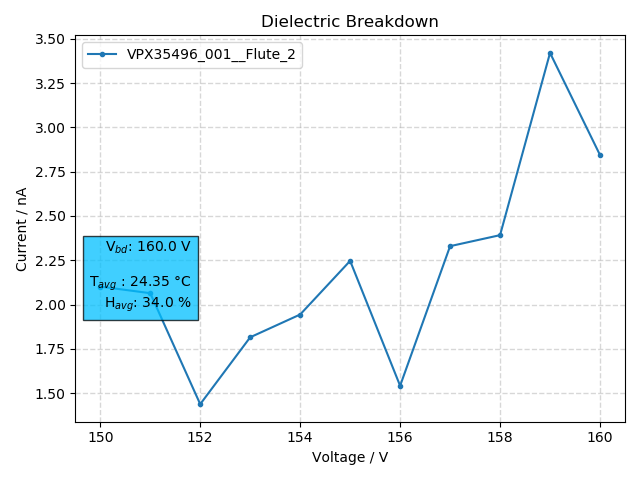 Dielectric Breakdown
VPX35496_001__Flute_2
3.50
3.25
3.00
2.75
2.50
2.25
2.00
1.75
1.50
Current / nA
V_bd: 160.0 V
T_avg : 24.35 °C
H_avg: 34.0 %
150 152 154 156 158 160
Voltage / V